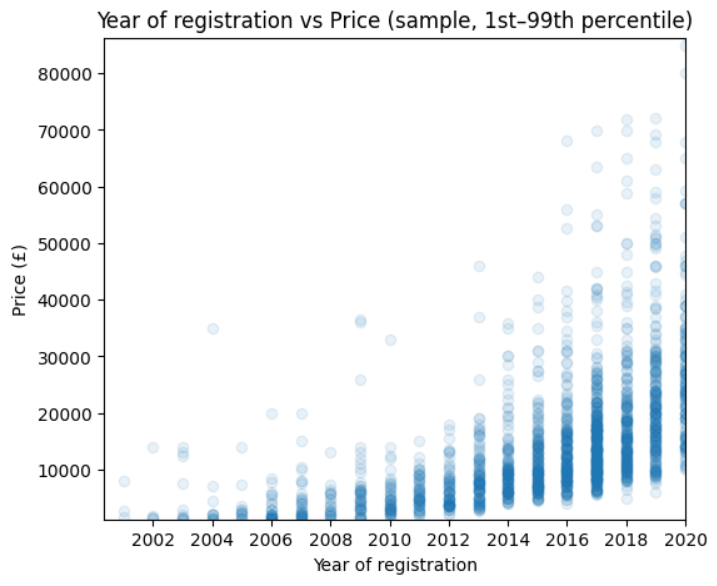 Year of registration vs Price (sample, 1st–99th percentile)
80000
70000
60000
50000
40000
30000
20000
10000
Price (£)
2002 2004 2006 2008 2010 2012 2014 2016 2018 2020
Year of registration